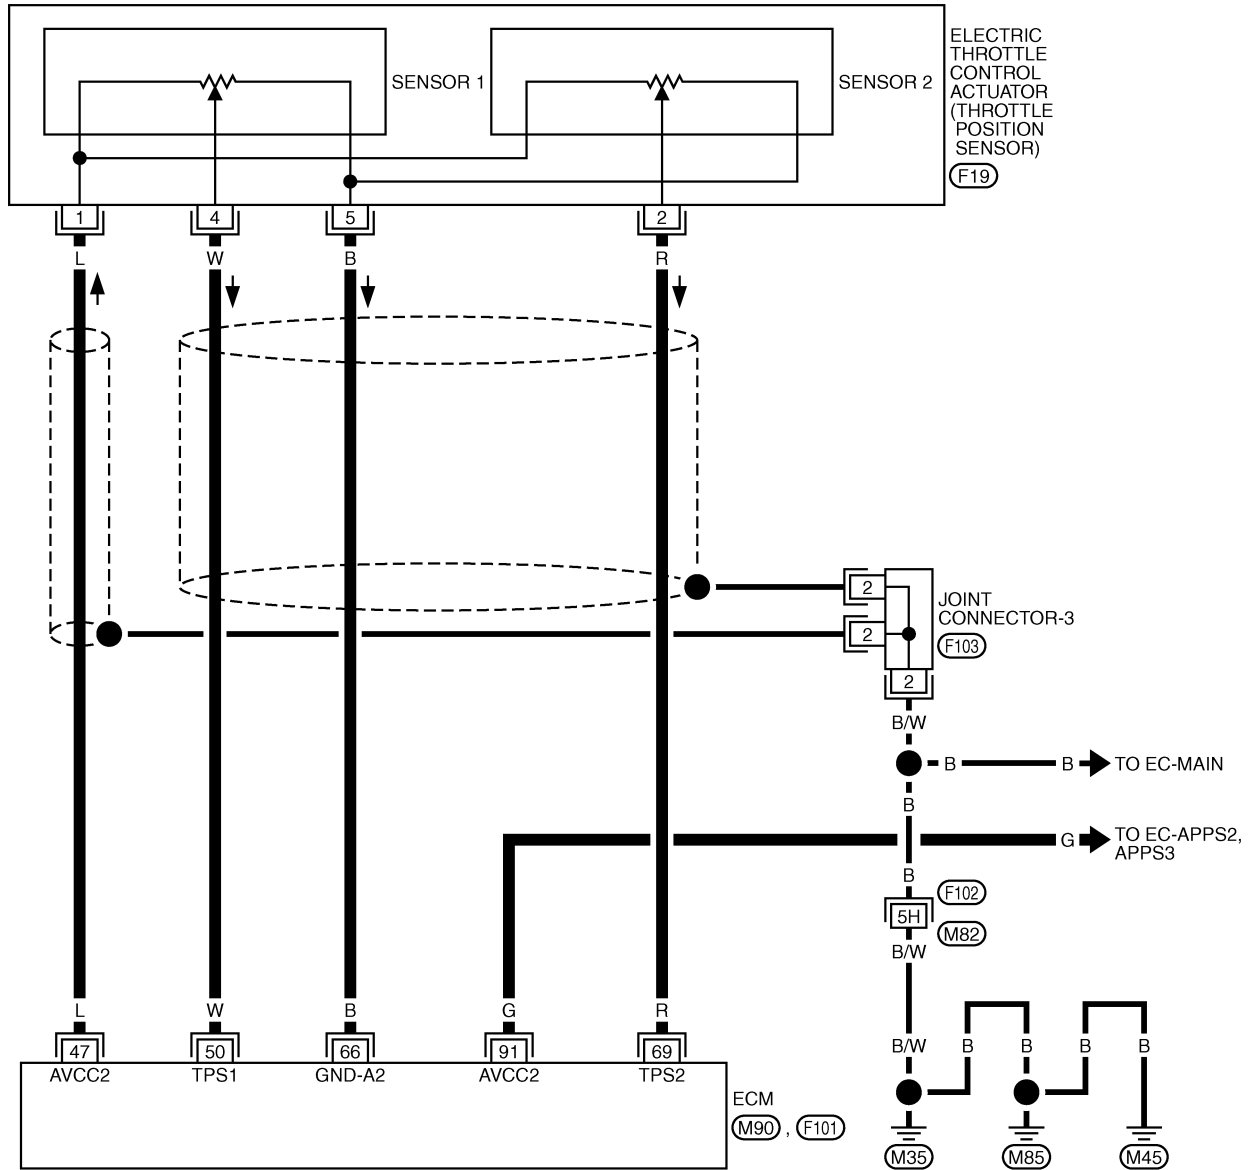 SENSOR 1
SENSOR 2
ELECTRIC
THROTTLE
CONTROL
ACTUATOR
(THROTTLE
POSITION
SENSOR)
F19
1 4 5 2
L W B R
2
JOINT
CONNECTOR-3
2
F103
2
B/W
B B TO EC-MAIN
B
G TO EC-APPS2,
APPS3
B
F102
5H
M82
B/W
L W B G R
47 50 66 91 69
B/W B B B B
AVCC2 TPS1 GND-A2 AVCC2 TPS2
ECM
M90 , F101
M35 M85 M45